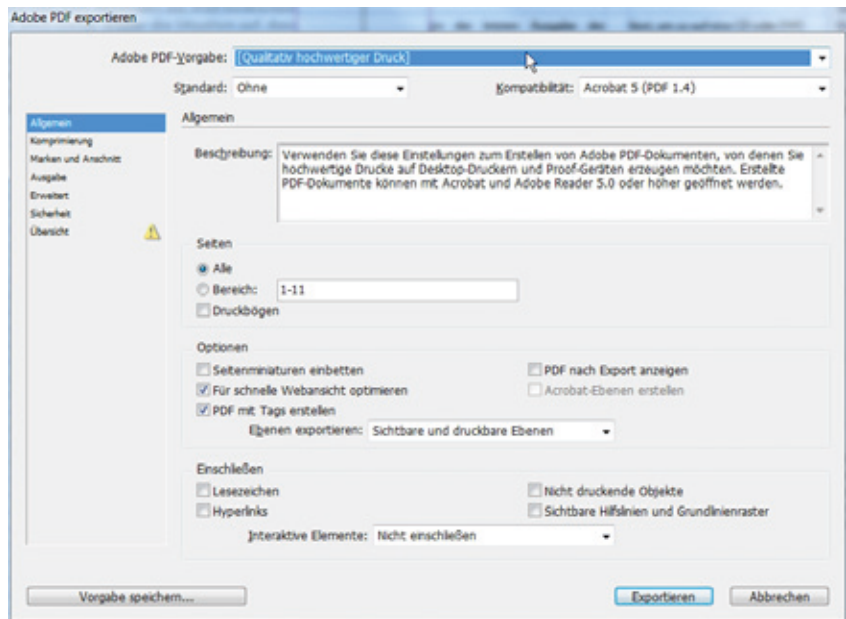 Adobe PDF exportieren
Adobe PDF-Vorgabe: [Qualitativ hochwertiger Druck]
Standard: Ohne Kompatibilität: Acrobat 5 (PDF 1.4)
Allgemein
Komprimierung
Marken und Anschnitt
Ausgabe
Erweitert
Sicherheit
Übersicht
Allgemein
Beschreibung: Verwenden Sie diese Einstellungen zum Erstellen von Adobe PDF-Dokumenten, von denen Sie
hochwertige Drucke auf Desktop-Druckern und Proof-Geräten erzeugen möchten. Erstellte
PDF-Dokumente können mit Acrobat und Adobe Reader 5.0 oder höher geöffnet werden.
Seiten
Alle
Bereich: 1-11
Druckbögen
Optionen
Seitenminiaturen einbetten PDF nach Export anzeigen
Für schnelle Webansicht optimieren Acrobat-Ebenen erstellen
PDF mit Tags erstellen
Ebenen exportieren: Sichtbare und druckbare Ebenen
Einschließen
Lesezeichen Nicht druckende Objekte
Hyperlinks Sichtbare Hilfslinien und Grundlinienraster
Interaktive Elemente: Nicht einschließen
Vorgabe speichern... Exportieren Abbrechen